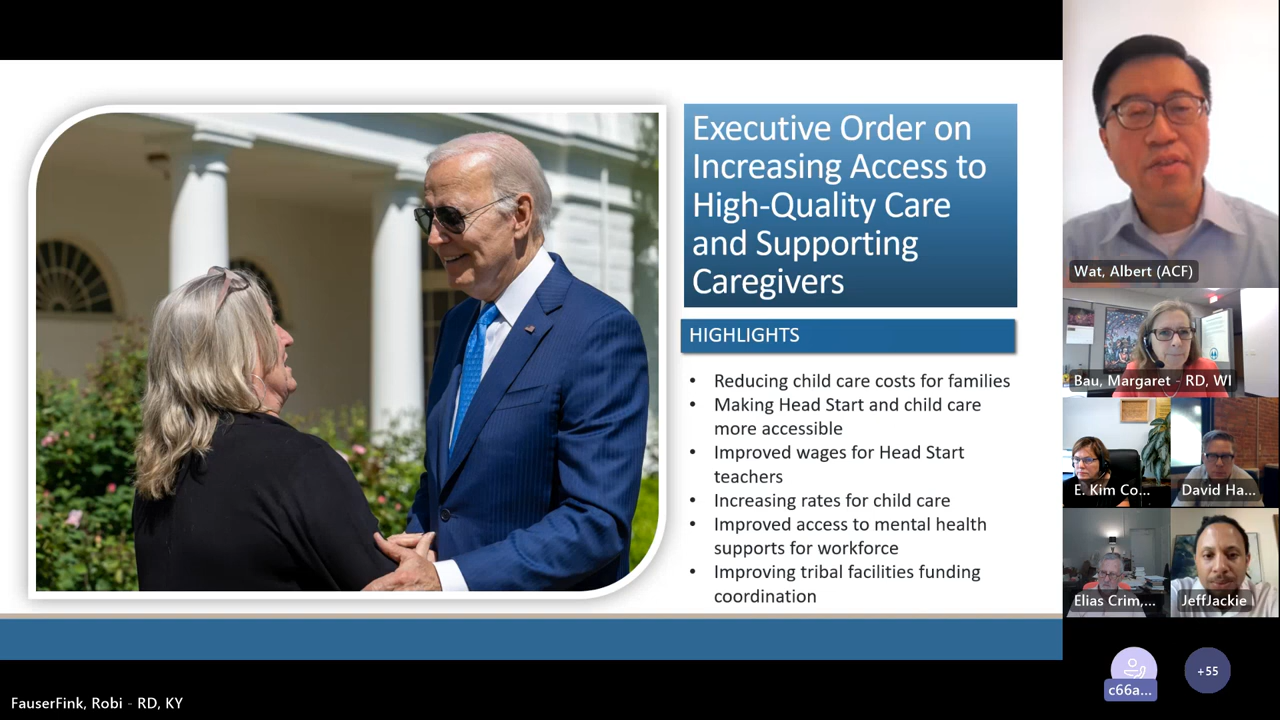 Executive Order on
Increasing Access to
High-Quality Care
and Supporting
Caregivers
HIGHLIGHTS
• Reducing child care costs for families
• Making Head Start and child care
more accessible
• Improved wages for Head Start
teachers
• Increasing rates for child care
• Improved access to mental health
supports for workforce
• Improving tribal facilities funding
coordination
Wat, Albert (ACF)
Bau, Margaret - RD, WI
E. Kim Co...
David Ha...
Elias Crim,...
JeffJackie
c66a...
+55
FauserFink, Robi - RD, KY